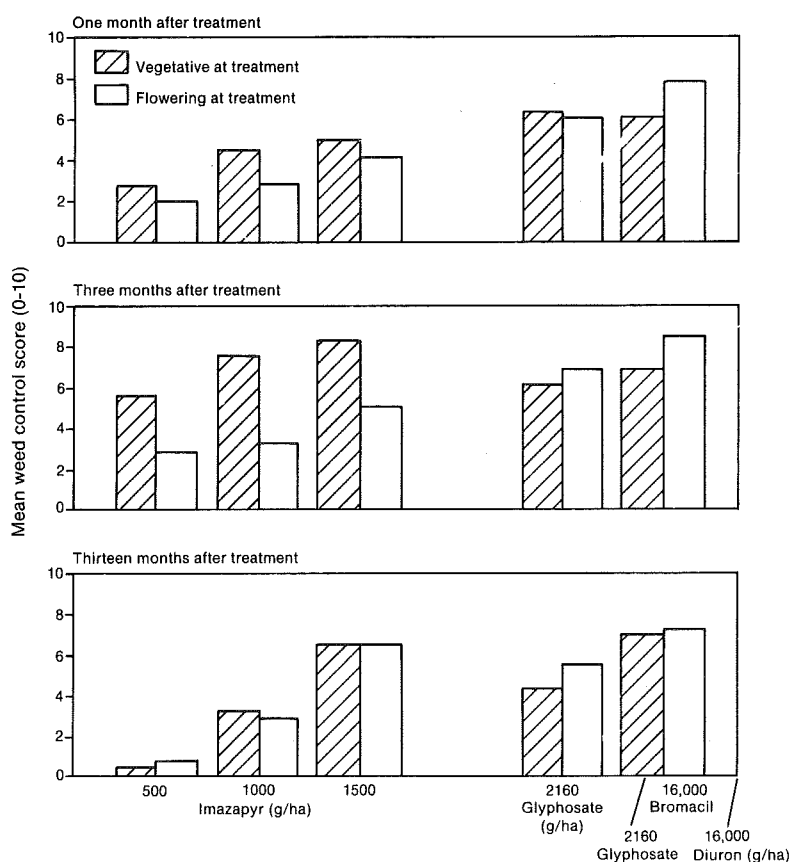 One month after treatment
10
8
6
4
2
0
Vegetative at treatment
Flowering at treatment
Mean weed control score (0-10)
Three months after treatment
10
8
6
4
2
0
Thirteen months after treatment
10
8
6
4
2
0
500 1000 1500 2160 16,000
Imazapyr (g/ha) Glyphosate Bromacil
(g/ha)
2160 16,000
Glyphosate Diuron (g/ha)